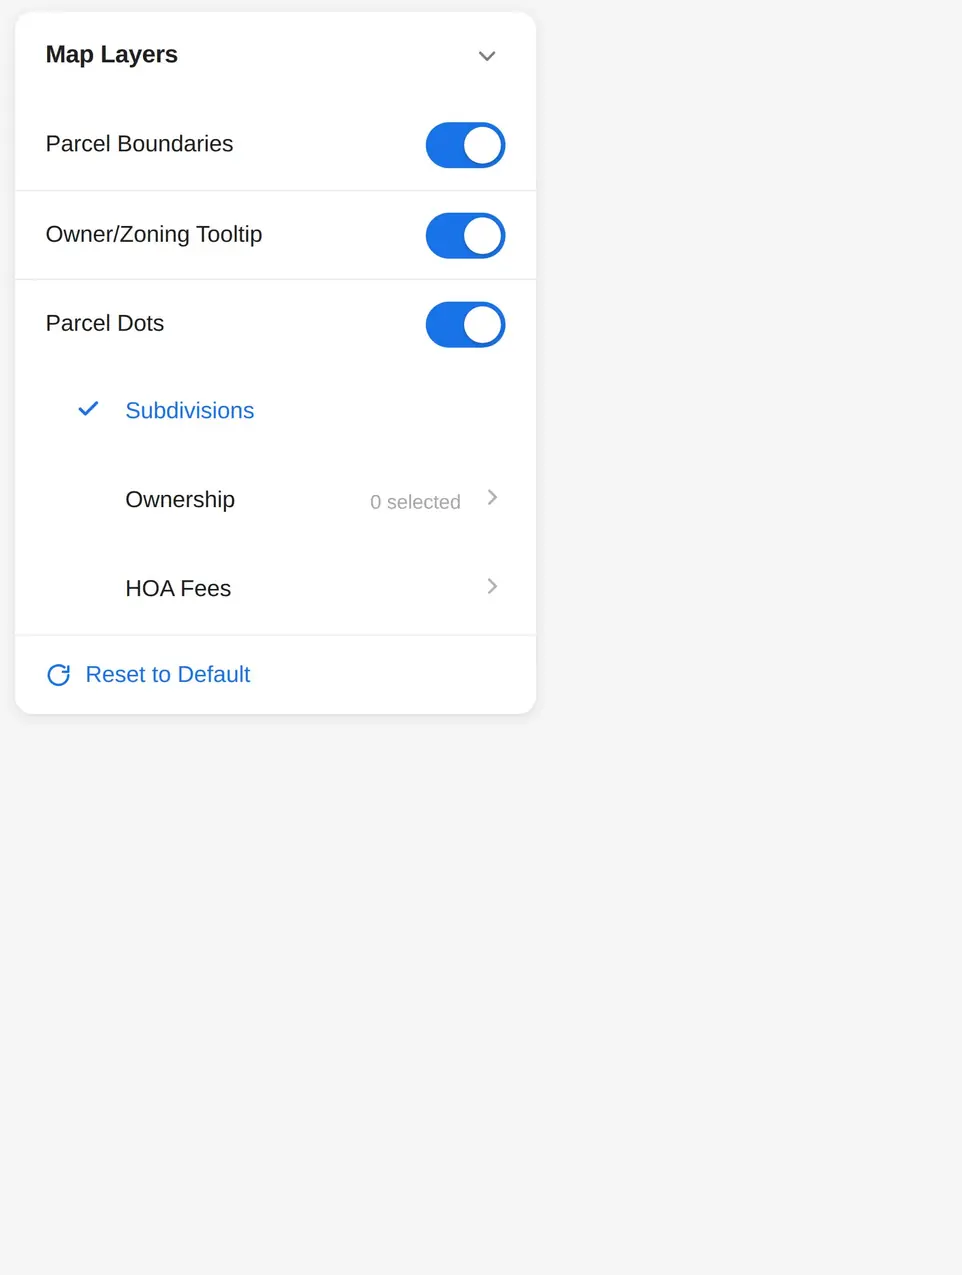 Map Layers
Parcel Boundaries
Owner/Zoning Tooltip
Parcel Dots
Subdivisions
Ownership 0 selected
HOA Fees
Reset to Default